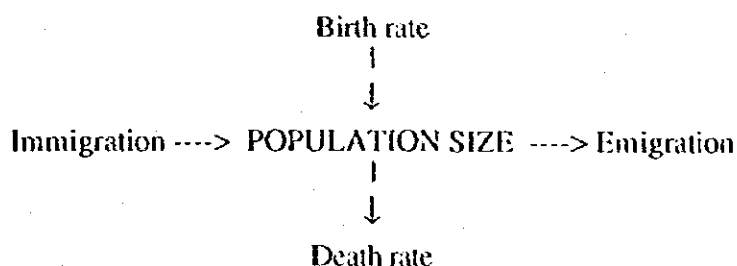 Birth rate
Immigration ----> POPULATION SIZE ----> Emigration
Death rate